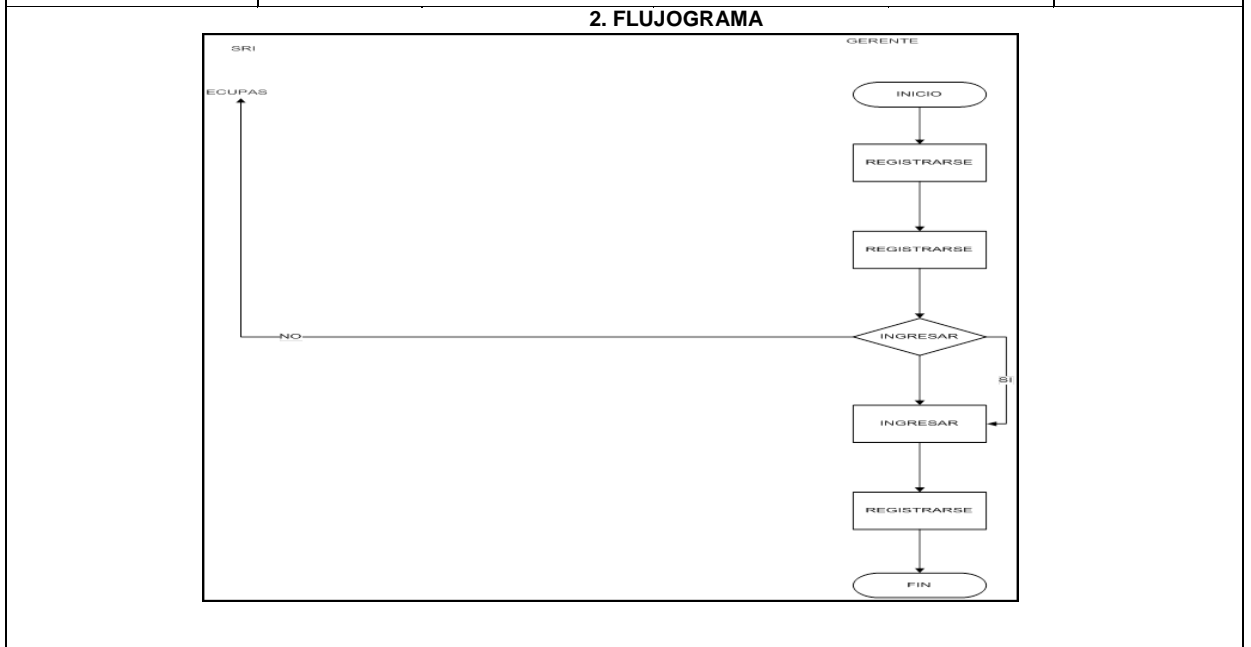 2. FLUJOGRAMA
SRI
GERENTE
ECUPAS
INICIO
REGISTRARSE
REGISTRARSE
NO
INGRESAR
SI
INGRESAR
REGISTRARSE
FIN